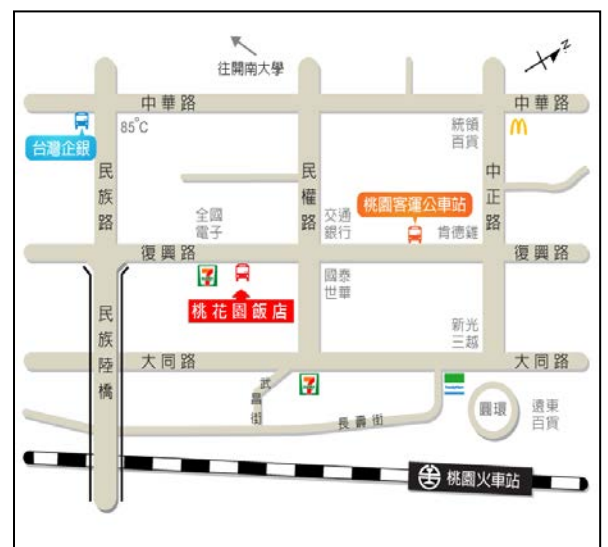 往開南大學
N
中華路
中華路
85°C
台灣企銀
統領
百貨
民族路
民權路
中正路
桃園客運公車站
全國
電子
交通
銀行
肯德雞
復興路
復興路
7
ELEVEN
桃花園飯店
國泰
世華
民族陸橋
新光
三越
大同路
大同路
武昌街
7
ELEVEN
長壽街
圓環
遠東
百貨
桃園火車站